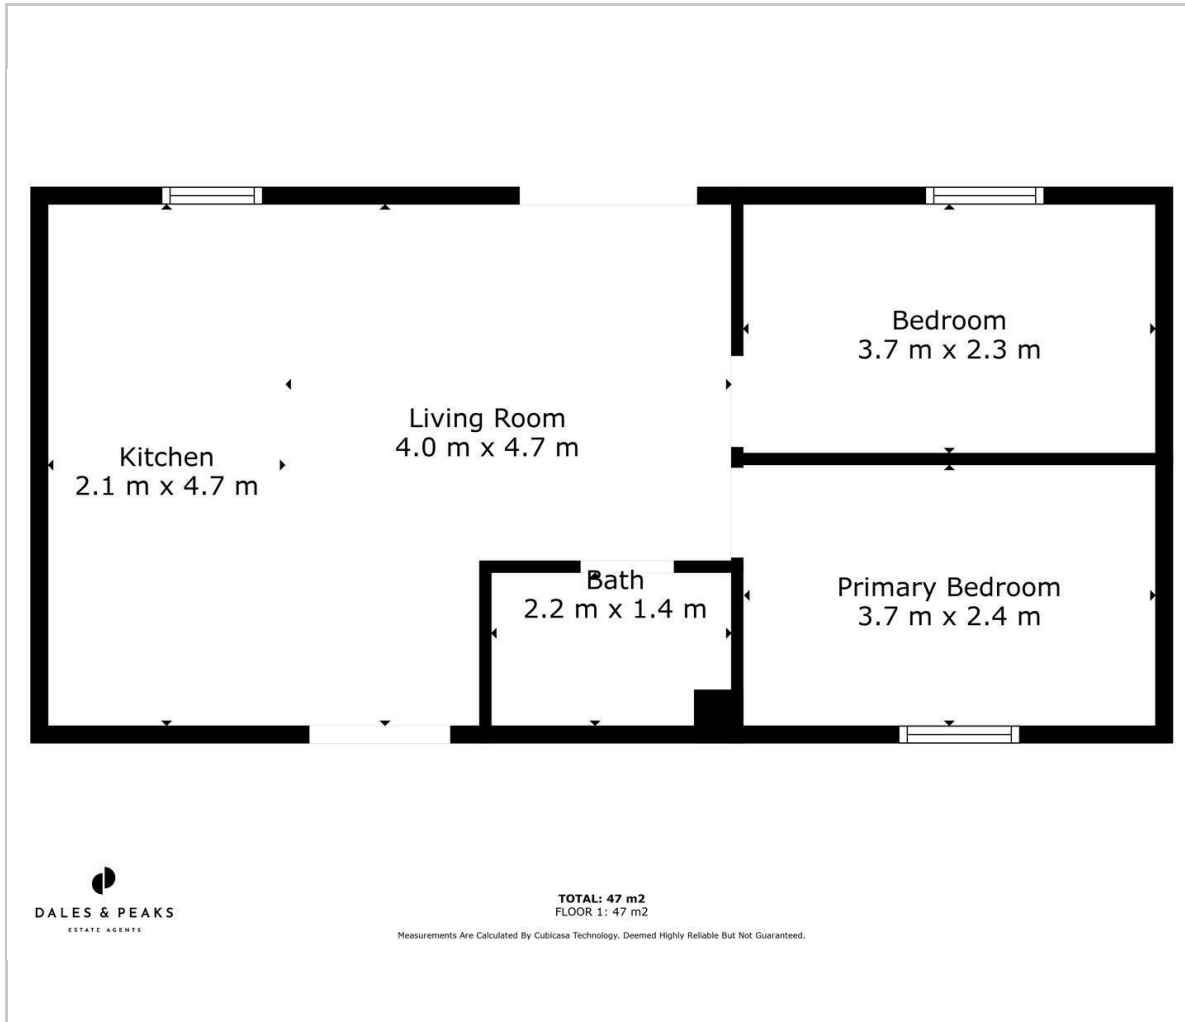 Bedroom
3.7 m x 2.3 m
Living Room
4.0 m x 4.7 m
Kitchen
2.1 m x 4.7 m
Bath
2.2 m x 1.4 m
Primary Bedroom
3.7 m x 2.4 m
DALES & PEAKS
ESTATE AGENTS
TOTAL: 47 m2
FLOOR 1: 47 m2
Measurements Are Calculated By Cubicasa Technology. Deemed Highly Reliable But Not Guaranteed.